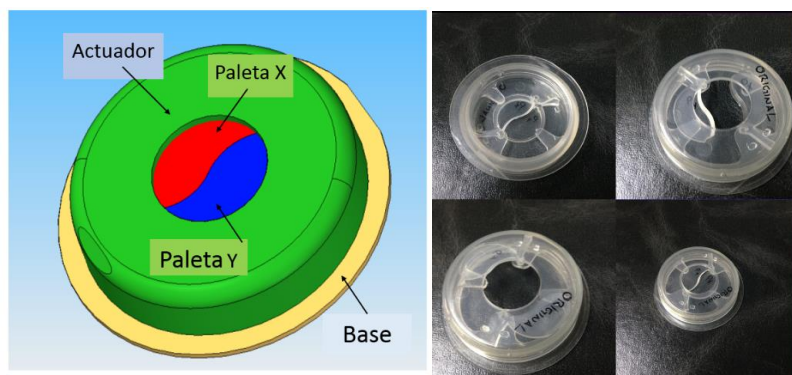 Actuador
Paleta X
Paleta Y
Base
ORIGINAL
ORIGINAL